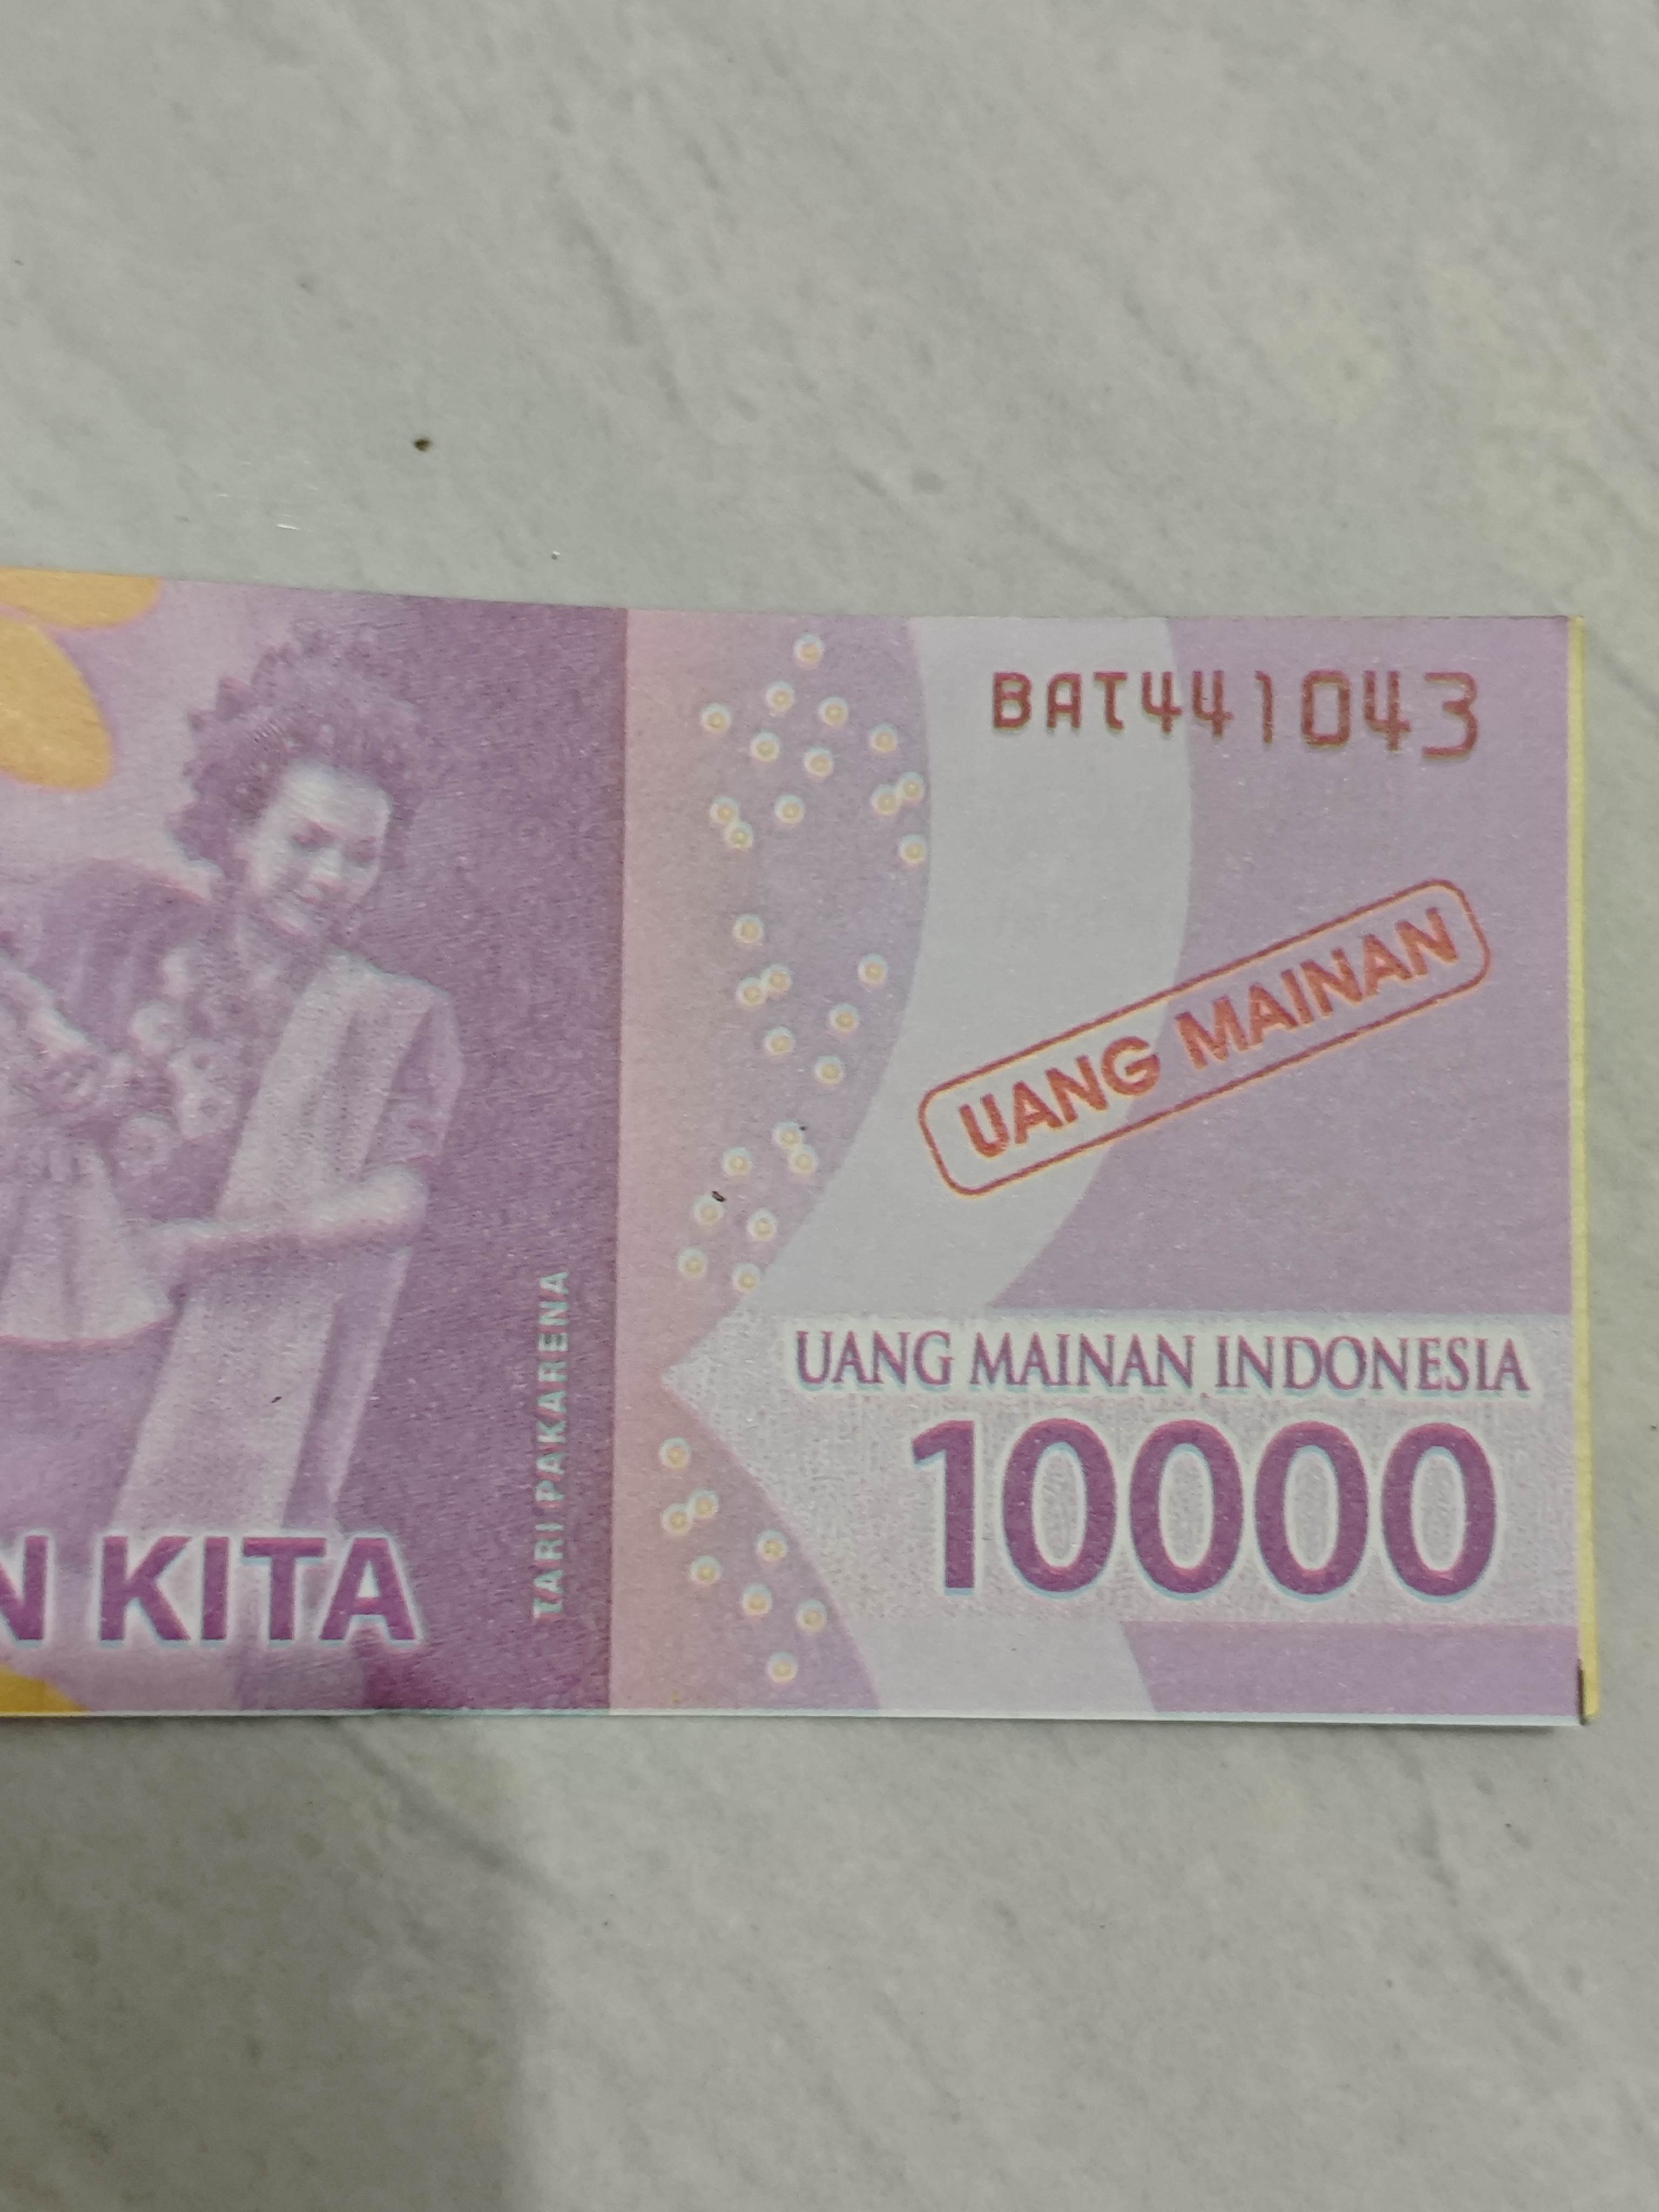 BAT441043
UANG MAINAN
UANG MAINAN INDONESIA
10000
TARI PAKARENA
N KITA